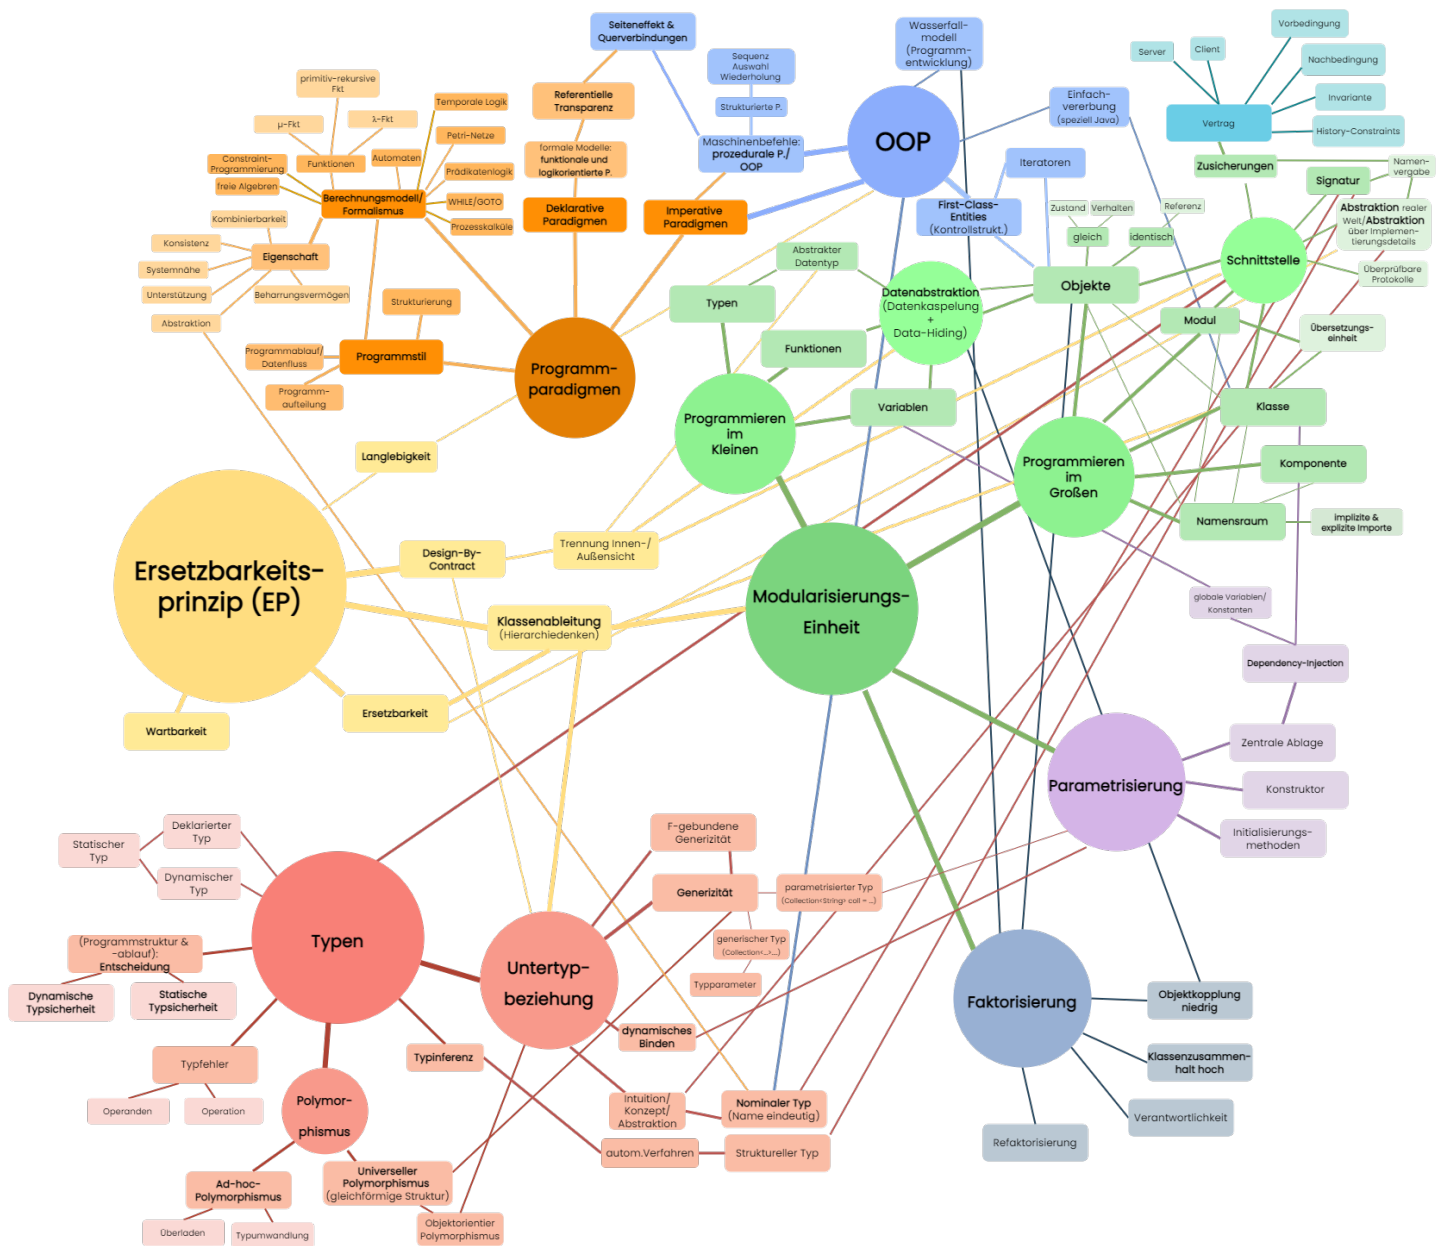 Seiteneffekt &
Querverbindungen
Wasserfall-
modell
(Programm-
entwicklung)
Vorbedingung
Server
Client
Nachbedingung
Sequenz
Auswahl
Wiederholung
primitiv-rekursive
Fkt
Referentielle
Transparenz
Temporale Logik
Strukturierte P.
Einfach-
vererbung
(speziell Java)
Invariante
Vertrag
History-Constraints
μ-Fkt
λ-Fkt
Petri-Netze
OOP
Maschinenbefehle:
prozedurale P./
OOP
formale Modelle:
funktionale und
logikorientierte P.
Constraint-
Programmierung
Funktionen
Automaten
Prädikatenlogik
Iteratoren
Zusicherungen
Namen-
vergabe
Signatur
freie Algebren
Berechnungsmodell/
Formalismus
WHILE/GOTO
Prozesskalküle
Deklarative
Paradigmen
Imperative
Paradigmen
First-Class-
Entities
(Kontrollstrukt.)
Zustand
Verhalten
Referenz
gleich
identisch
Abstraktion realer
Welt/Abstraktion
über Implemen-
tierungsdetails
Kombinierbarkeit
Konsistenz
Eigenschaft
Systemnähe
Unterstützung
Beharrungsvermögen
Abstraktion
Abstrakter
Datentyp
Schnittstelle
Überprüfbare
Protokolle
Objekte
Datenabstraktion
(Datenkaspelung
+
Data-Hiding)
Typen
Strukturierung
Modul
Übersetzungs-
einheit
Funktionen
Programmablauf/
Datenfluss
Programmstil
Programm-
aufteilung
Programm-
paradigmen
Variablen
Klasse
Programmieren
im
Kleinen
Langlebigkeit
Programmieren
im
Großen
Komponente
Namensraum
implizite &
explizite Importe
Ersetzbarkeits-
prinzip (EP)
Design-By-
Contract
Trennung Innen-/
Außensicht
Modularisierungs-
Einheit
Klassenableitung
(Hierarchiedenken)
globale Variablen/
Konstanten
Dependency-Injection
Ersetzbarkeit
Wartbarkeit
Zentrale Ablage
Parametrisierung
Konstruktor
Initialisierungs-
methoden
Deklarierter
Typ
Statischer
Typ
Dynamischer
Typ
F-gebundene
Generizität
Generizität
parametrisierter Typ
(Collection<String> coll = ...)
Typen
(Programmstruktur &
-ablauf):
Entscheidung
generischer Typ
(Collection<...>...)
Typparameter
Untertyp-
beziehung
Dynamische
Typsicherheit
Statische
Typsicherheit
Faktorisierung
Objektkopplung
niedrig
dynamisches
Binden
Typinferenz
Typfehler
Klassenzusammen-
halt hoch
Operanden
Operation
Polymor-
phismus
Intuition/
Konzept/
Abstraktion
Nominaler Typ
(Name eindeutig)
Verantwortlichkeit
Refaktorisierung
autom.Verfahren
Struktureller Typ
Ad-hoc-
Polymorphismus
Universeller
Polymorphismus
(gleichförmige Struktur)
Überladen
Typumwandlung
Objektorientier
Polymorphismus